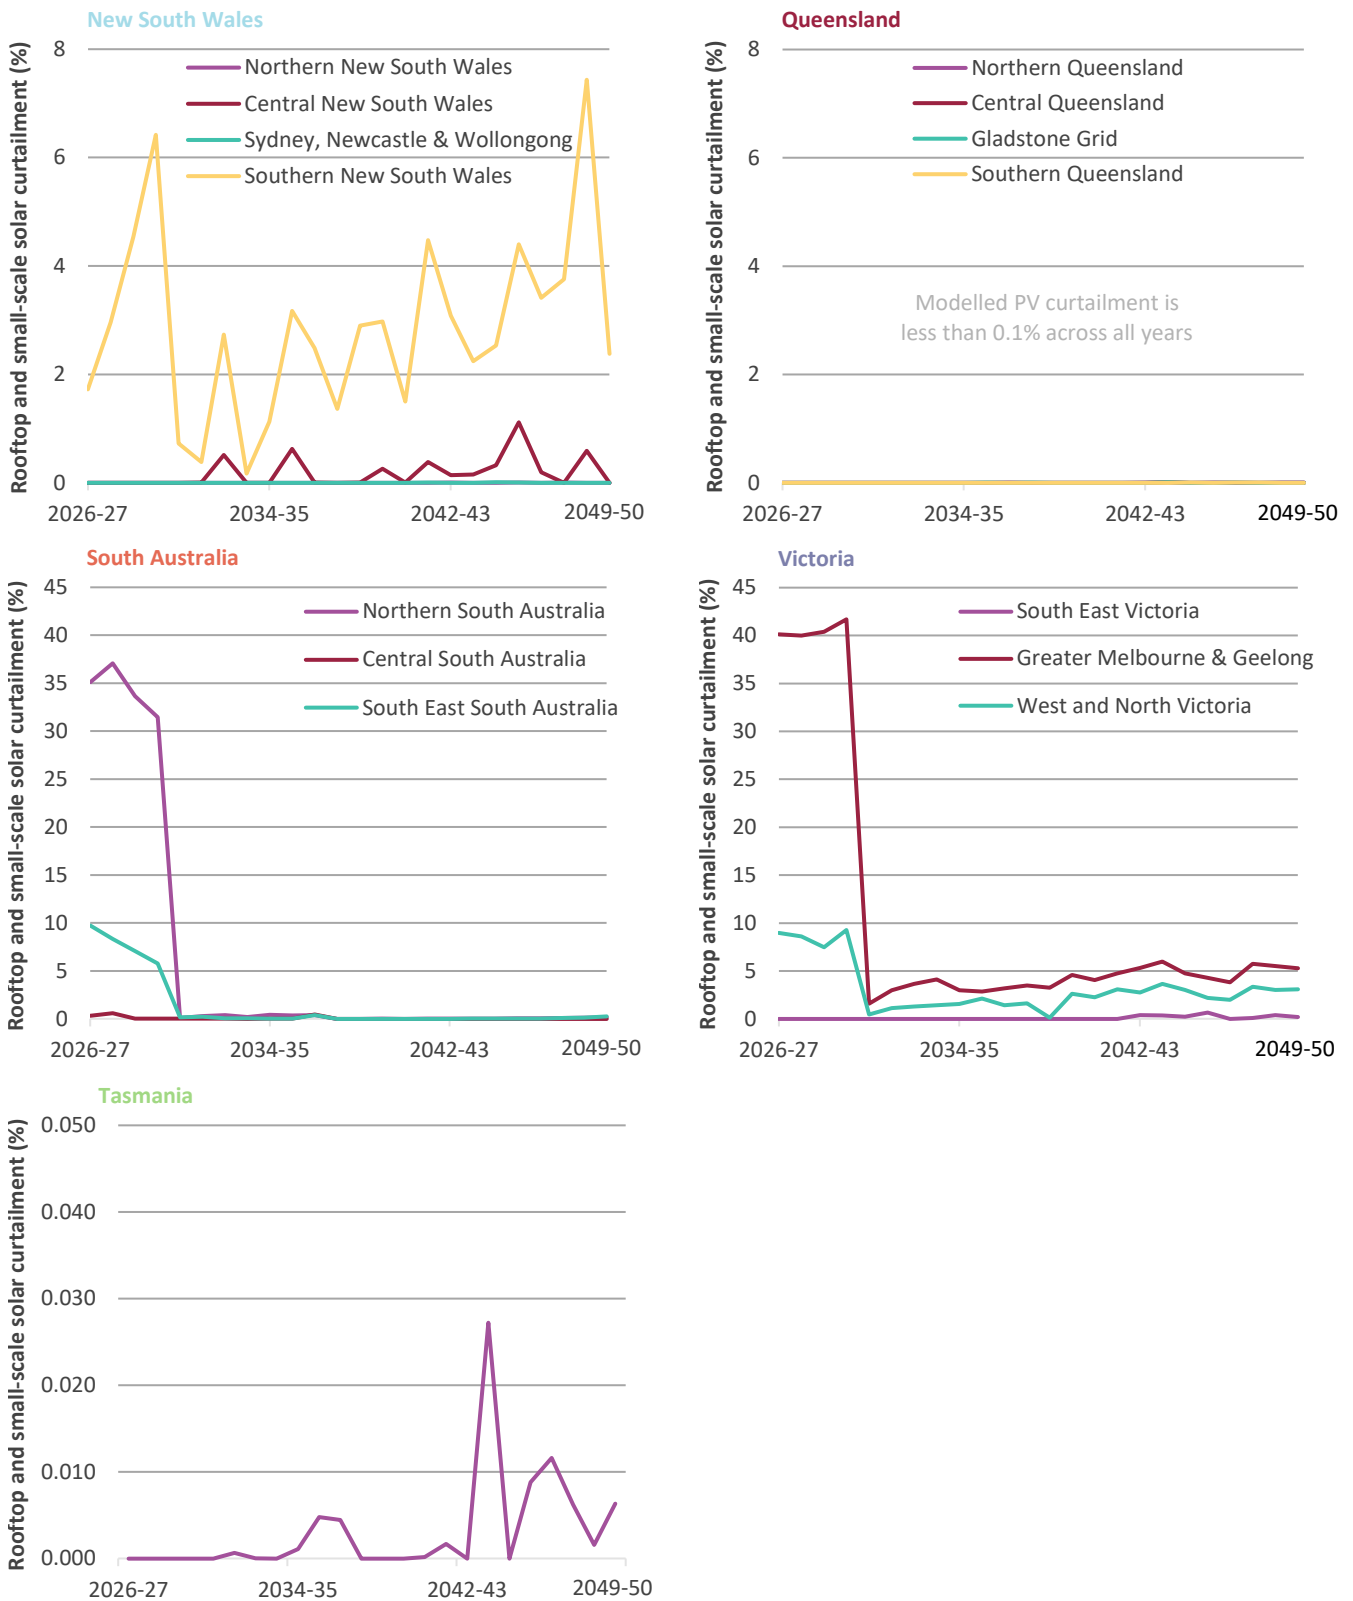 New South Wales
Rooftop and small-scale solar curtailment (%)
8
6
4
2
0
Northern New South Wales
Central New South Wales
Sydney, Newcastle & Wollongong
Southern New South Wales
2026-27
2034-35
2042-43
2049-50
Queensland
Rooftop and small-scale solar curtailment (%)
8
6
4
2
0
Northern Queensland
Central Queensland
Gladstone Grid
Southern Queensland
Modelled PV curtailment is
less than 0.1% across all years
2026-27
2034-35
2042-43
2049-50
South Australia
Rooftop and small-scale solar curtailment (%)
45
40
35
30
25
20
15
10
5
0
Northern South Australia
Central South Australia
South East South Australia
2026-27
2034-35
2042-43
2049-50
Victoria
Rooftop and small-scale solar curtailment (%)
45
40
35
30
25
20
15
10
5
0
South East Victoria
Greater Melbourne & Geelong
West and North Victoria
2026-27
2034-35
2042-43
2049-50
Tasmania
Rooftop and small-scale solar curtailment (%)
0.050
0.040
0.030
0.020
0.010
0.000
2026-27
2034-35
2042-43
2049-50